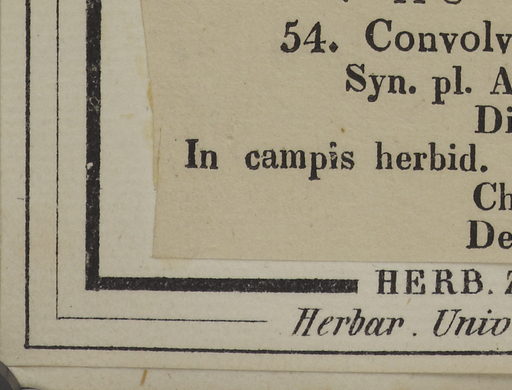 54. Convolv
Syn. pl. A
Di
In campis herbid.
Ch
De
HERB.
Herbar. Univ